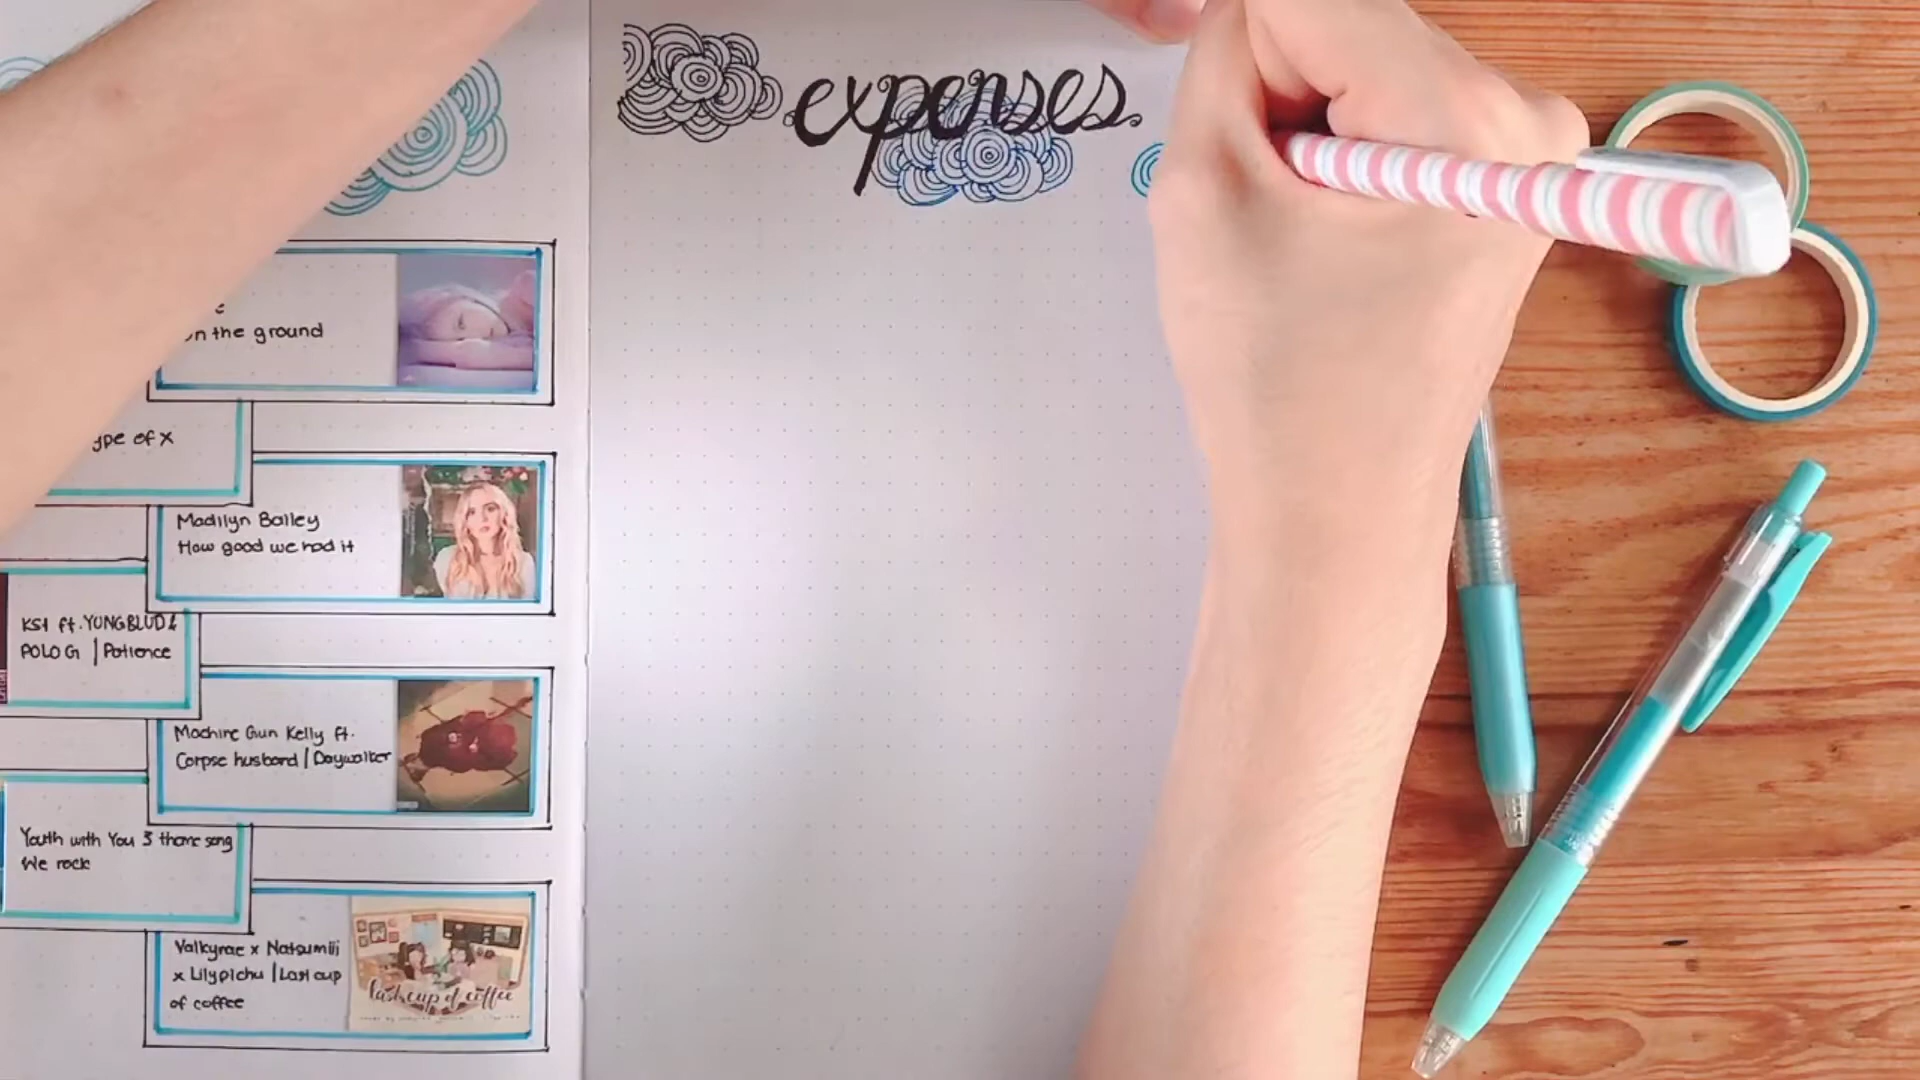 expenses.
on the ground
ype of x
Madilyn Bailey
How good we had it
KSI ft. YUNGBLUD &
POLO G | Patience
Machine Gun Kelly ft.
Corpse husband | Daywalker
Youth with You 3 theme song
We rock
Valkyrae x Natsumiii
x Lilypichu | Last cup
of coffee
last cup of coffee